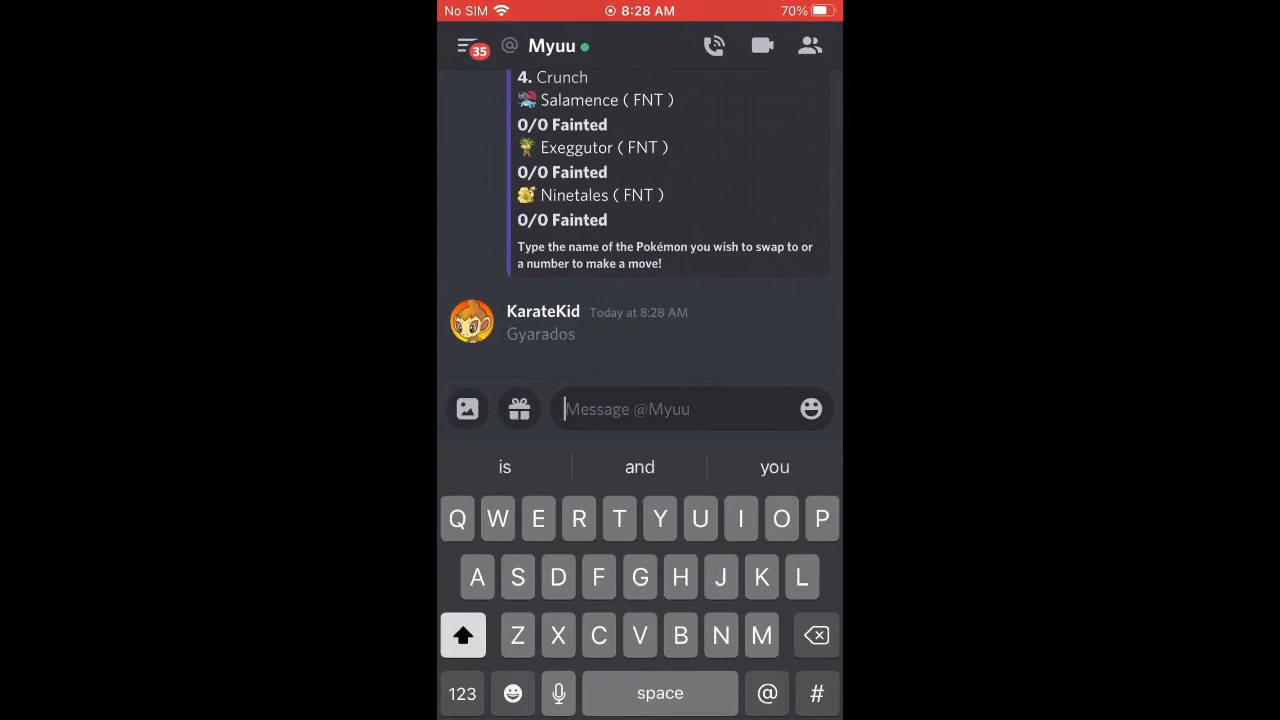 No SIM 8:28 AM 70%
35 @ Myuu
4. Crunch
Salamence ( FNT )
0/0 Fainted
Exeggutor ( FNT )
0/0 Fainted
Ninetales ( FNT )
0/0 Fainted
Type the name of the Pokémon you wish to swap to or
a number to make a move!
KarateKid Today at 8:28 AM
Gyarados
Message @Myuu
is and you
Q W E R T Y U I O P
A S D F G H J K L
Z X C V B N M
123 space @ #